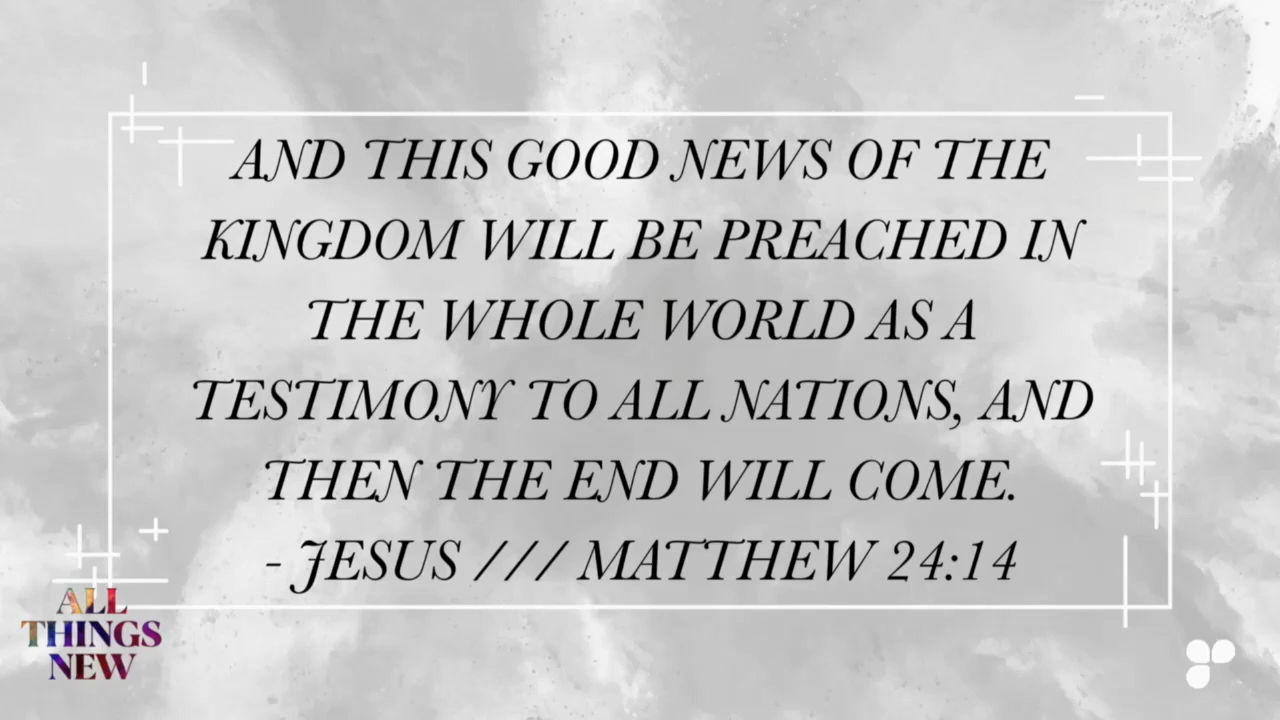 AND THIS GOOD NEWS OF THE
KINGDOM WILL BE PREACHED IN
THE WHOLE WORLD AS A
TESTIMONY TO ALL NATIONS, AND
THEN THE END WILL COME.
- JESUS /// MATTHEW 24:14
ALL
THINGS
NEW